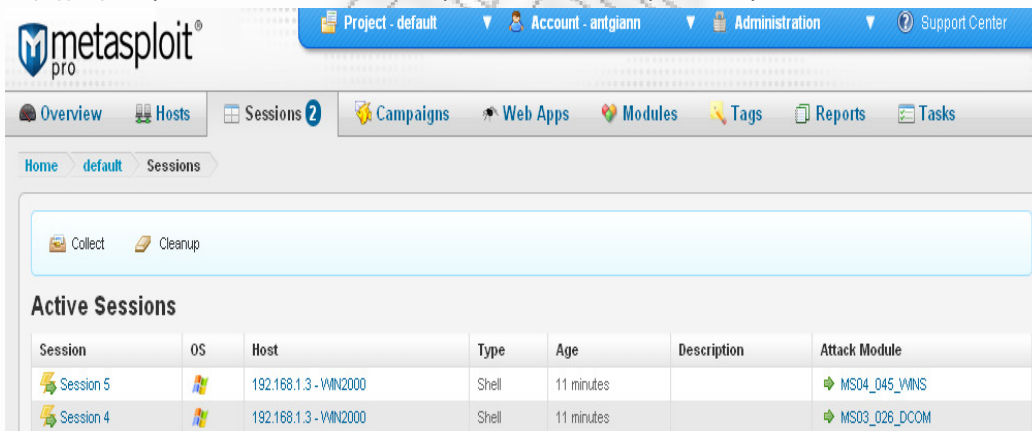 metasploit®
pro
Project - default
Account - antgiann
Administration
Support Center
Overview
Hosts
Sessions 2
Campaigns
Web Apps
Modules
Tags
Reports
Tasks
Home
default
Sessions
Collect
Cleanup
Active Sessions
Session OS Host Type Age Description Attack Module
Session 5 192.168.1.3 - WIN2000 Shell 11 minutes MS04_045_WINS
Session 4 192.168.1.3 - WIN2000 Shell 11 minutes MS03_026_DCOM